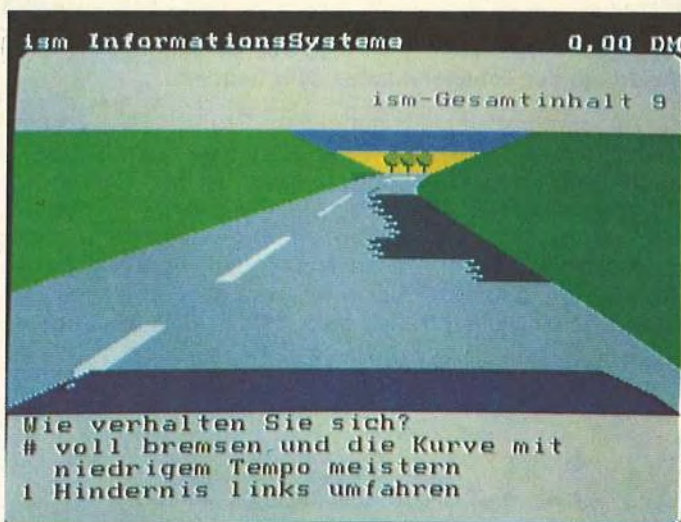 ism InformationsSysteme 0,00 DM
ism-Gesamtinhalt 9
Wie verhalten Sie sich?
# voll bremsen und die Kurve mit
niedrigem Tempo meistern
1 Hindernis links umfahren